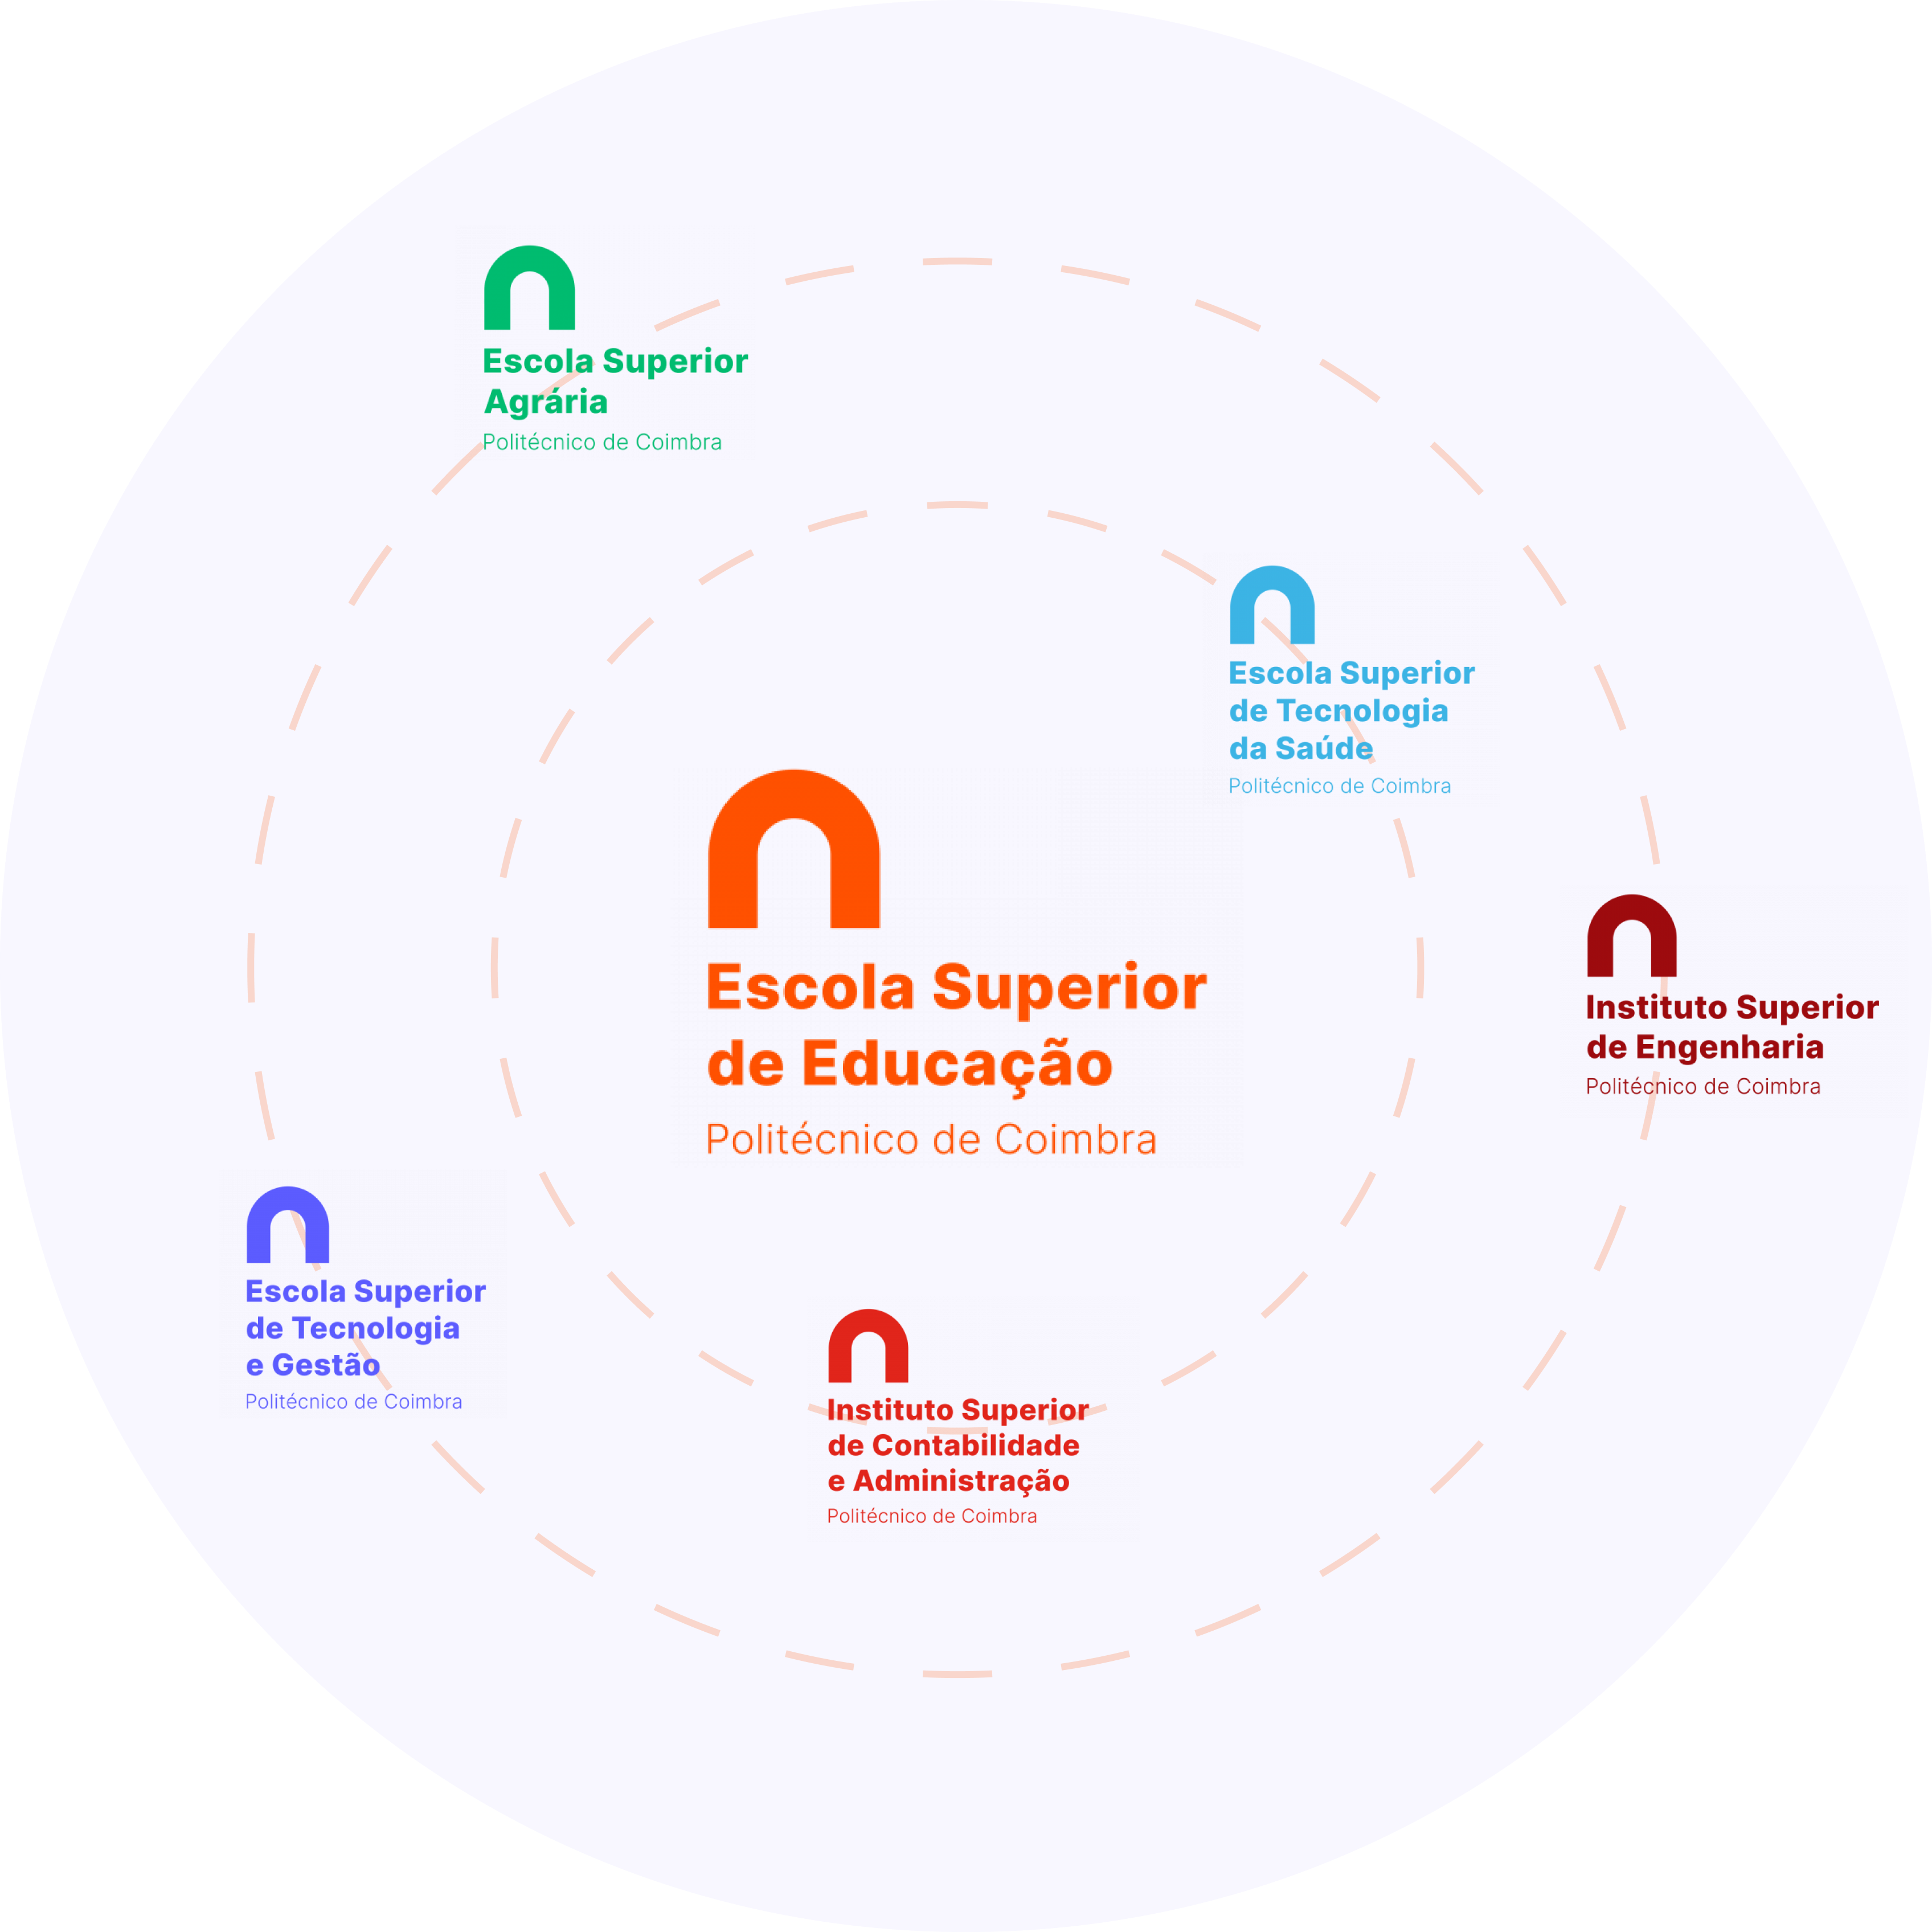 Escola Superior
Agrária
Politécnico de Coimbra
Escola Superior
de Tecnologia
da Saúde
Politécnico de Coimbra
Escola Superior
de Educação
Politécnico de Coimbra
Instituto Superior
de Engenharia
Politécnico de Coimbra
Escola Superior
de Tecnologia
e Gestão
Politécnico de Coimbra
Instituto Superior
de Contabilidade
e Administração
Politécnico de Coimbra